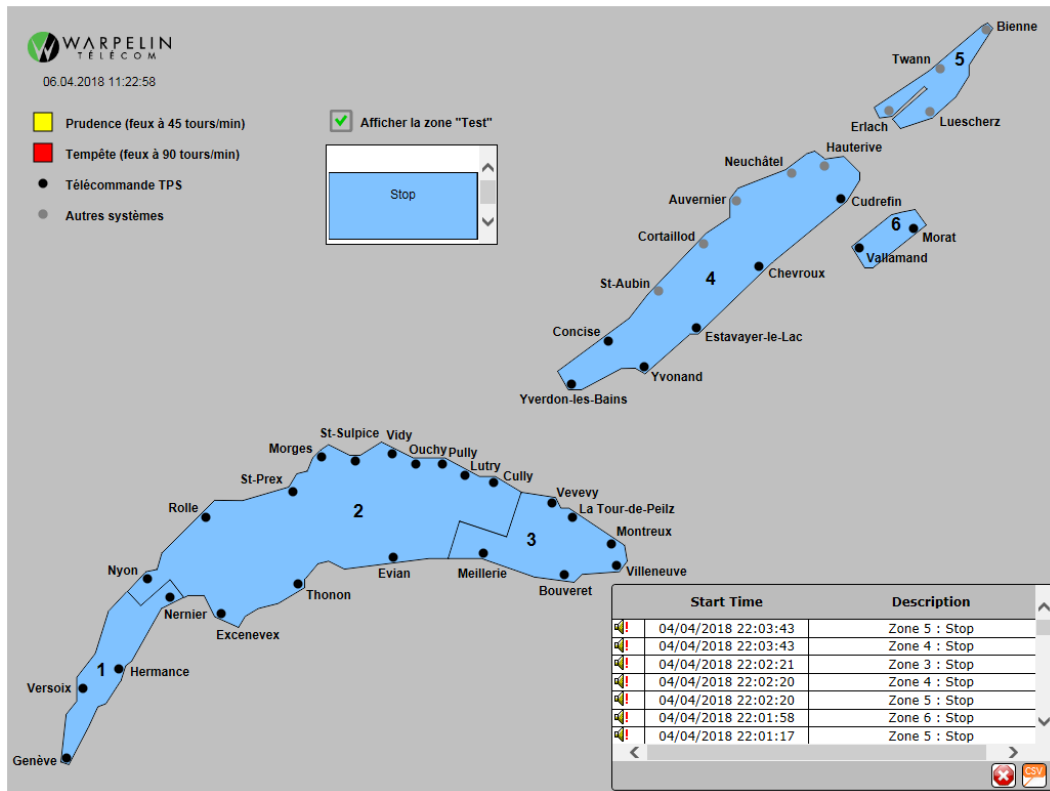 WARPELIN
TÉLÉCOM
06.04.2018 11:22:58
Prudence (feux à 45 tours/min)
Tempête (feux à 90 tours/min)
Télécommande TPS
Autres systèmes
Afficher la zone "Test"
Stop
Bienne
Twann
5
Erlach
Luescherz
Hauterive
Neuchâtel
Auvernier
Cudrefin
6
Morat
Vallamand
Cortaillod
Chevroux
4
St-Aubin
Concise
Estavayer-le-Lac
Yvonand
Yverdon-les-Bains
St-Sulpice
Vidy
Morges
Ouchy
Pully
Lutry
Cully
St-Prex
Rolle
2
Vevevy
La Tour-de-Peilz
Montreux
3
Nyon
Evian
Meillerie
Villeneuve
Bouveret
Thonon
Nernier
Excenevex
1
Hermance
Versoix
Genève
Start Time Description
04/04/2018 22:03:43 Zone 5 : Stop
04/04/2018 22:03:43 Zone 4 : Stop
04/04/2018 22:02:21 Zone 3 : Stop
04/04/2018 22:02:20 Zone 4 : Stop
04/04/2018 22:02:20 Zone 5 : Stop
04/04/2018 22:01:58 Zone 6 : Stop
04/04/2018 22:01:17 Zone 5 : Stop
CSV